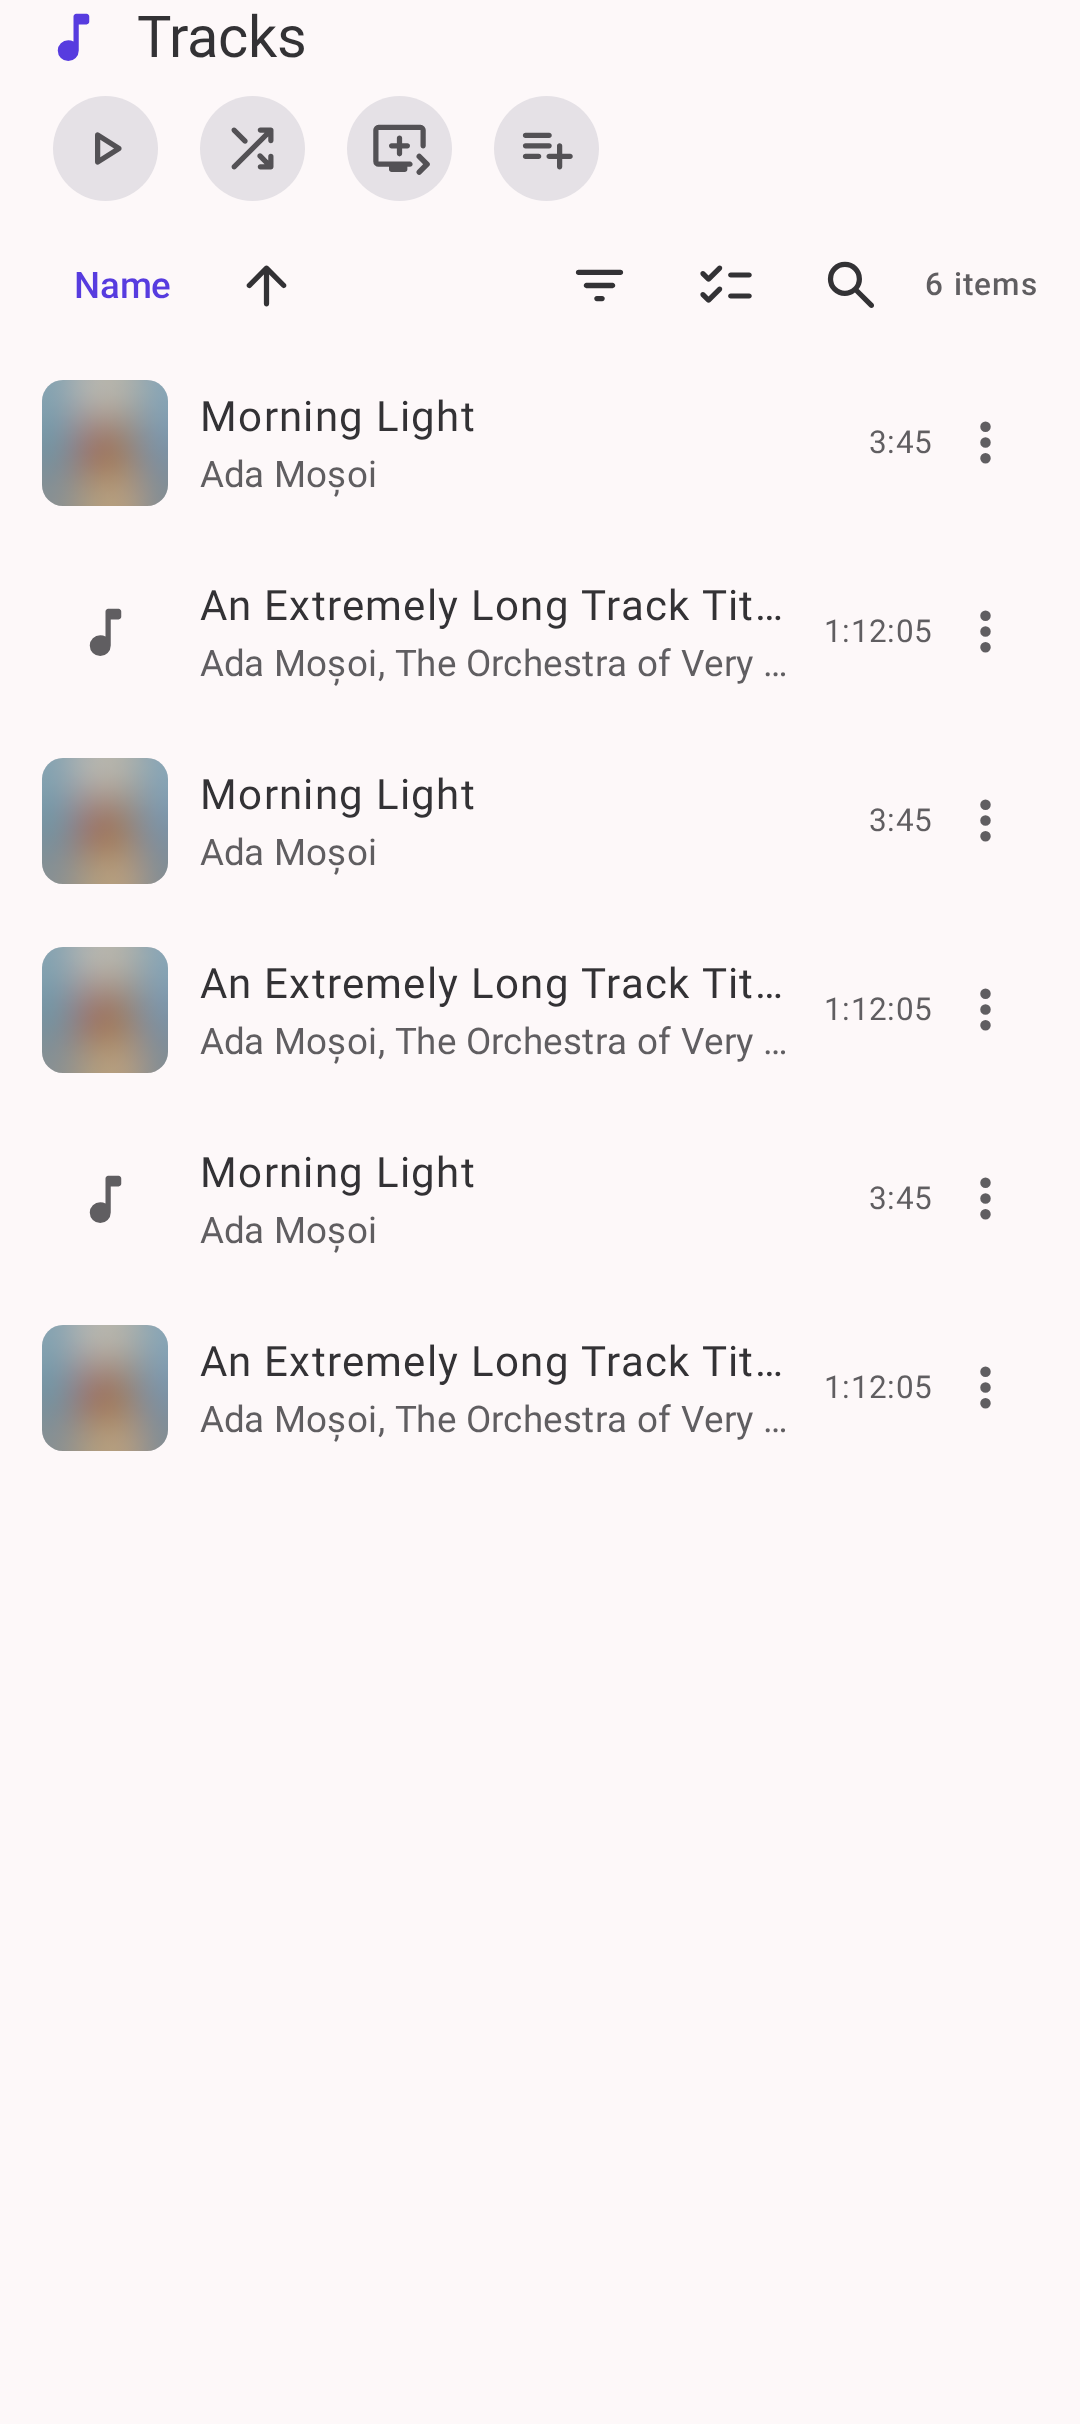 Tracks
Name
6 items
Morning Light
3:45
Ada Moșoi
An Extremely Long Track Tit...
1:12:05
Ada Moșoi, The Orchestra of Very ...
Morning Light
3:45
Ada Moșoi
An Extremely Long Track Tit...
1:12:05
Ada Moșoi, The Orchestra of Very ...
Morning Light
3:45
Ada Moșoi
An Extremely Long Track Tit...
1:12:05
Ada Moșoi, The Orchestra of Very ...